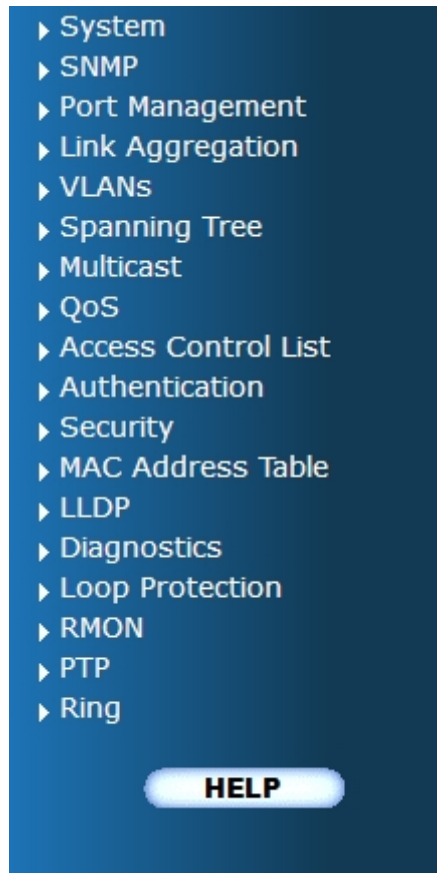 System
SNMP
Port Management
Link Aggregation
VLANs
Spanning Tree
Multicast
QoS
Access Control List
Authentication
Security
MAC Address Table
LLDP
Diagnostics
Loop Protection
RMON
PTP
Ring
HELP